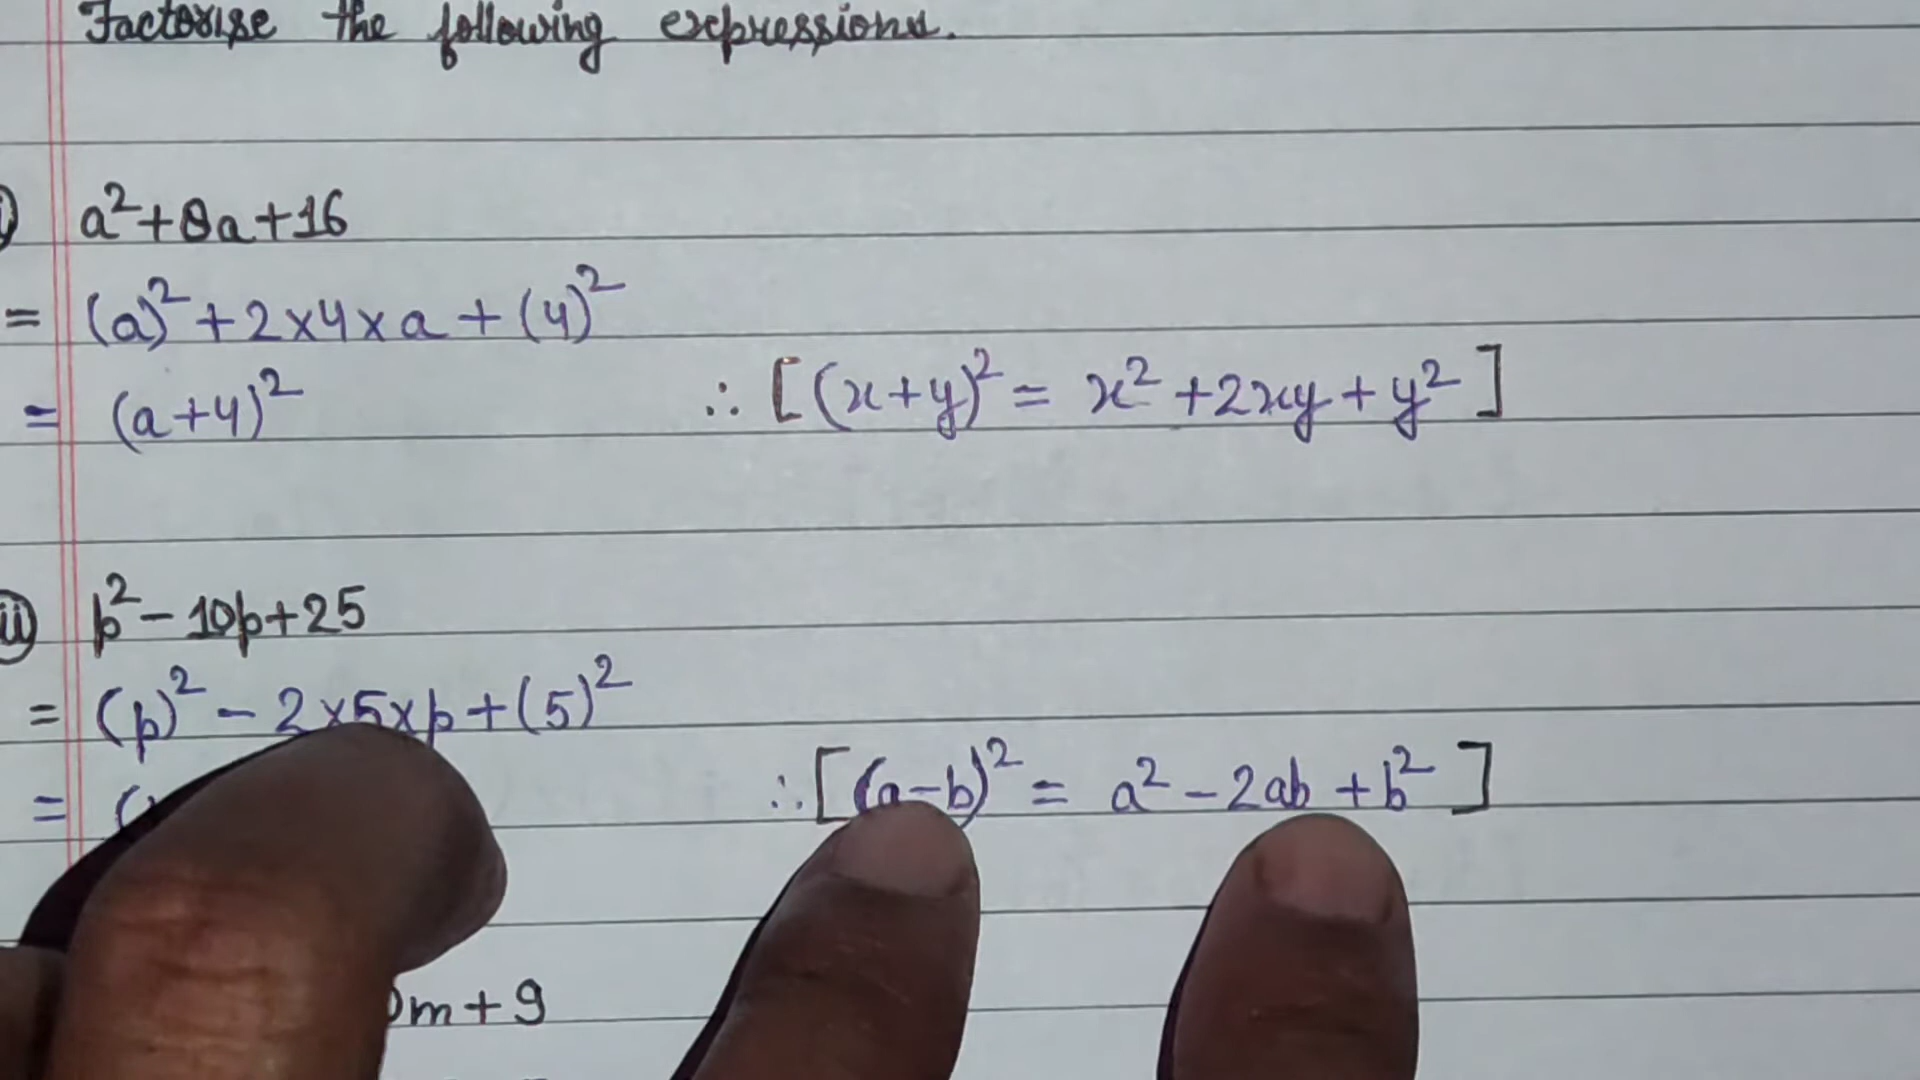 Factorise the following expressions.
i) a²+8a+16
= (a)²+2×4×a+(4)²
= (a+4)² ∴ [(x+y)² = x²+2xy+y²]
ii) p²-10p+25
= (p)²-2×5×p+(5)²
= ( ∴ [(a-b)² = a²-2ab+b²]
m+9